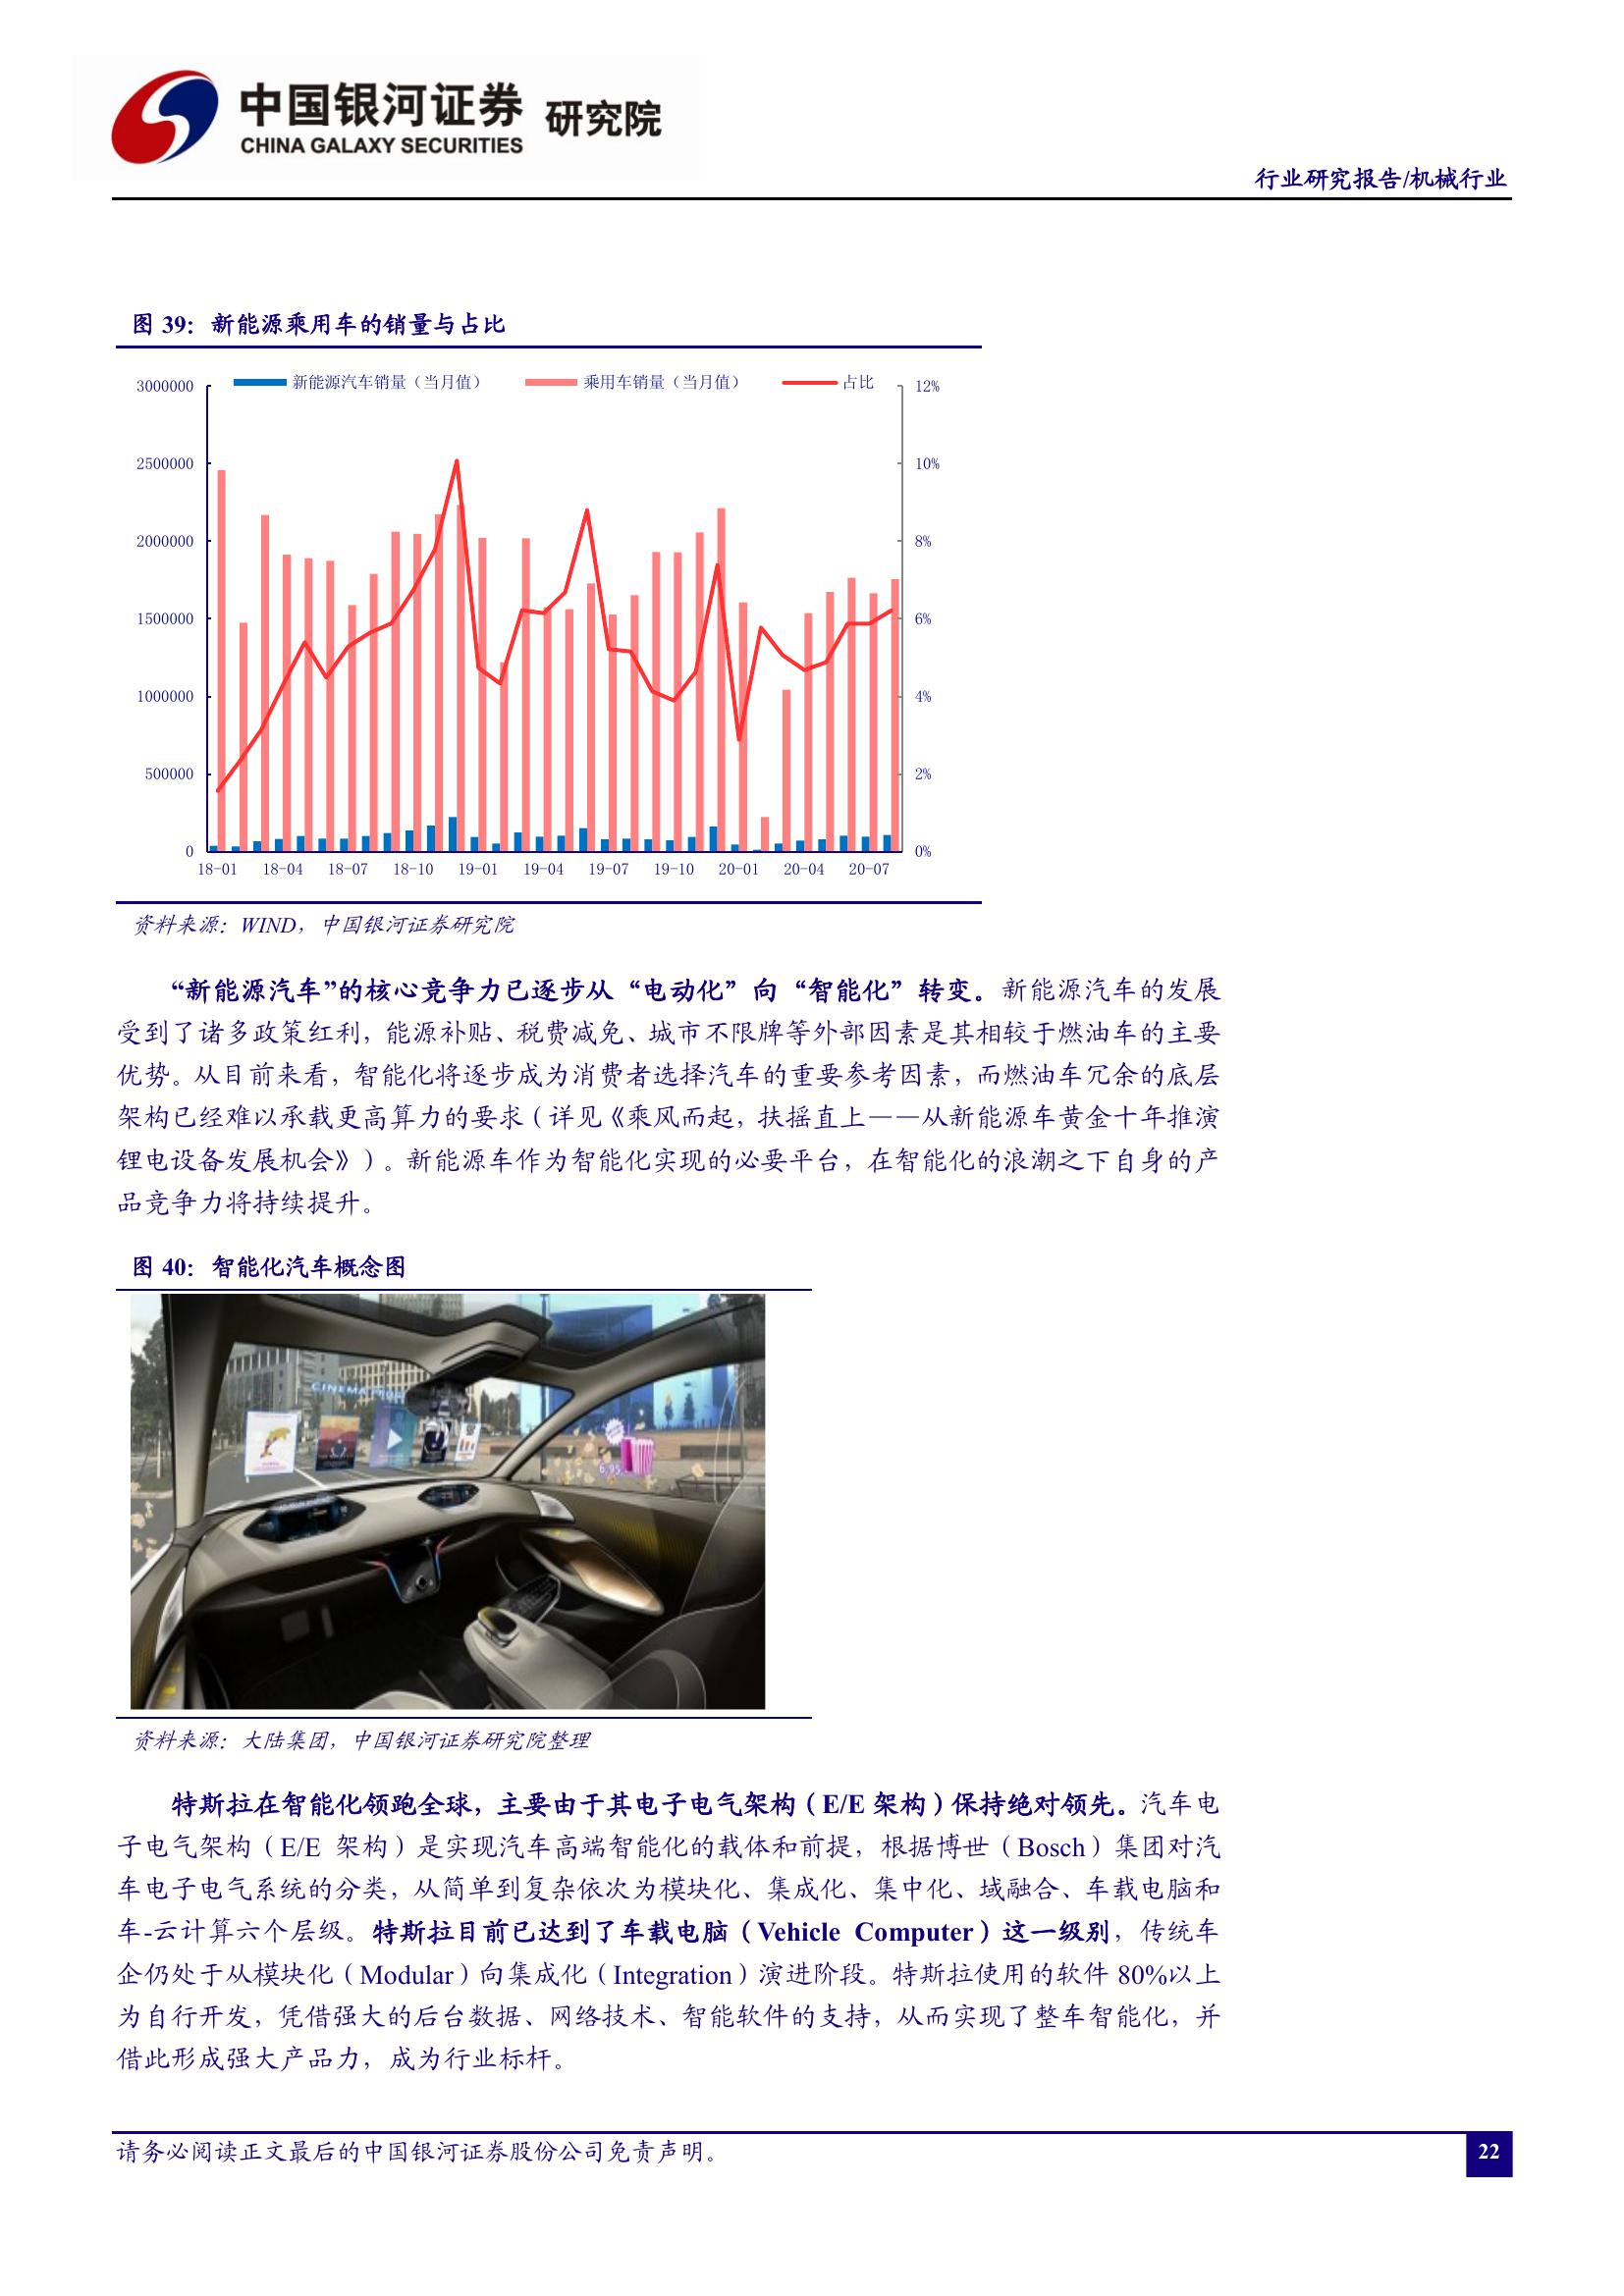 中国银河证券 研究院
CHINA GALAXY SECURITIES
行业研究报告/机械行业
图 39：新能源乘用车的销量与占比
新能源汽车销量（当月值） 乘用车销量（当月值） 占比
3000000 12%
2500000 10%
2000000 8%
1500000 6%
1000000 4%
500000 2%
0 0%
18-01 18-04 18-07 18-10 19-01 19-04 19-07 19-10 20-01 20-04 20-07
资料来源：WIND，中国银河证券研究院
“新能源汽车”的核心竞争力已逐步从“电动化”向“智能化”转变。新能源汽车的发展
受到了诸多政策红利，能源补贴、税费减免、城市不限牌等外部因素是其相较于燃油车的主要
优势。从目前来看，智能化将逐步成为消费者选择汽车的重要参考因素，而燃油车冗余的底层
架构已经难以承载更高算力的要求（详见《乘风而起，扶摇直上——从新能源车黄金十年推演
锂电设备发展机会》）。新能源车作为智能化实现的必要平台，在智能化的浪潮之下自身的产
品竞争力将持续提升。
图 40：智能化汽车概念图
CINEMA
6,95
资料来源：大陆集团，中国银河证券研究院整理
特斯拉在智能化领跑全球，主要由于其电子电气架构（E/E 架构）保持绝对领先。汽车电
子电气架构（E/E 架构）是实现汽车高端智能化的载体和前提，根据博世（Bosch）集团对汽
车电子电气系统的分类，从简单到复杂依次为模块化、集成化、集中化、域融合、车载电脑和
车-云计算六个层级。特斯拉目前已达到了车载电脑（Vehicle Computer）这一级别，传统车
企仍处于从模块化（Modular）向集成化（Integration）演进阶段。特斯拉使用的软件 80%以上
为自行开发，凭借强大的后台数据、网络技术、智能软件的支持，从而实现了整车智能化，并
借此形成强大产品力，成为行业标杆。
请务必阅读正文最后的中国银河证券股份公司免责声明。
22